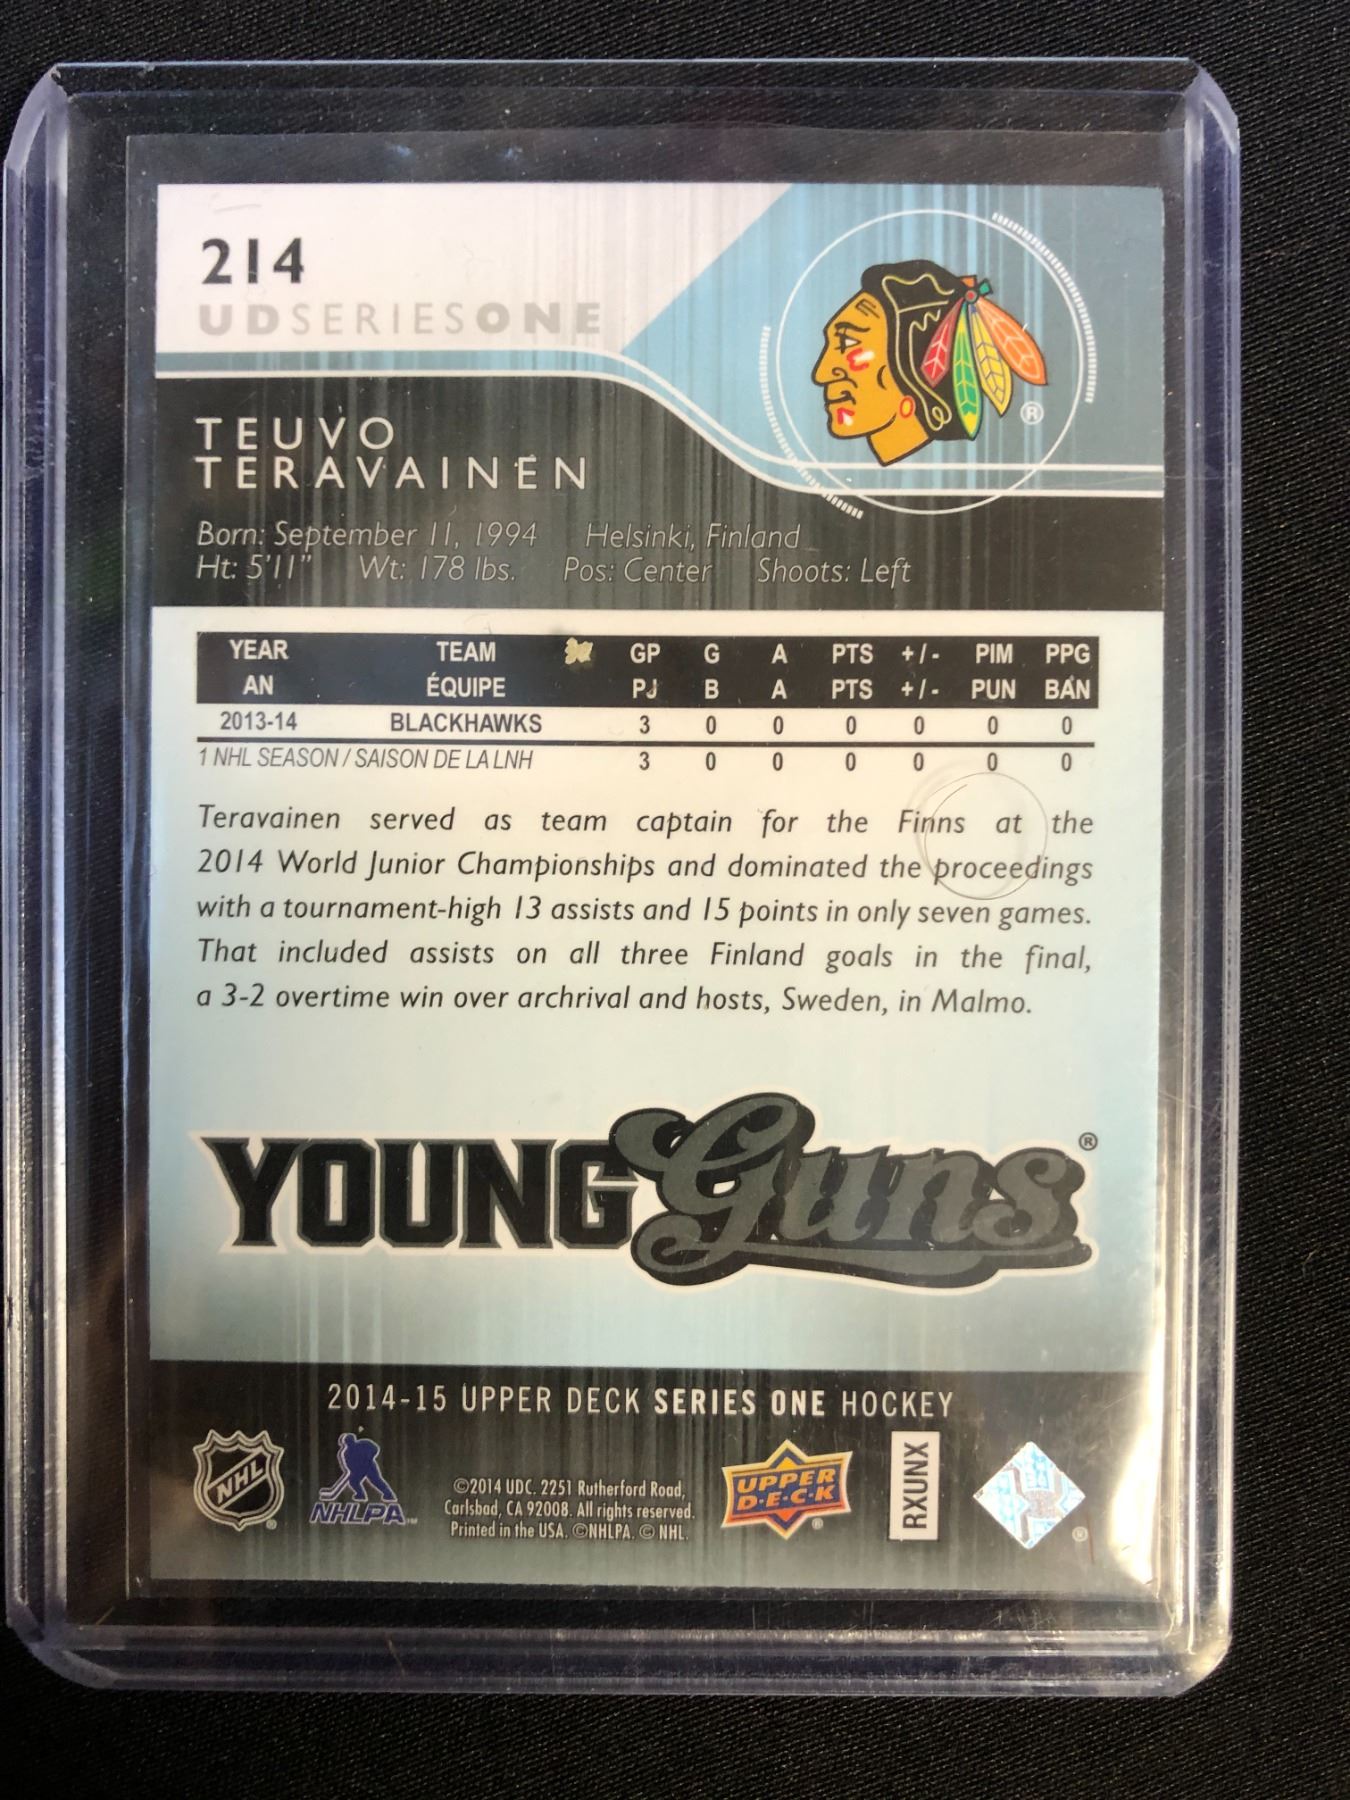 214
UDSERIESONE
®
TEUVO
TERAVAINEN
Born: September 11, 1994 Helsinki, Finland
Ht: 5'11" Wt: 178 lbs. Pos: Center Shoots: Left
YEAR TEAM GP G A PTS +/- PIM PPG
AN ÉQUIPE PJ B A PTS +/- PUN BAN
2013-14 BLACKHAWKS 3 0 0 0 0 0 0
1 NHL SEASON / SAISON DE LA LNH 3 0 0 0 0 0 0
Teravainen served as team captain for the Finns at the
2014 World Junior Championships and dominated the proceedings
with a tournament-high 13 assists and 15 points in only seven games.
That included assists on all three Finland goals in the final,
a 3-2 overtime win over archrival and hosts, Sweden, in Malmo.
YOUNG Guns®
2014-15 UPPER DECK SERIES ONE HOCKEY
NHL
®
NHLPA™
©2014 UDC. 2251 Rutherford Road,
Carlsbad, CA 92008. All rights reserved.
Printed in the USA. ©NHLPA. © NHL.
UPPER
D·E·C·K
®
RXUNX
®